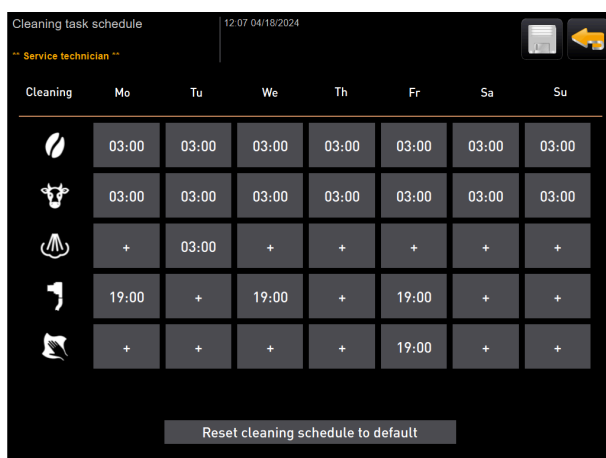 Cleaning task schedule 12:07 04/18/2024
** Service technician **
Cleaning Mo Tu We Th Fr Sa Su
03:00 03:00 03:00 03:00 03:00 03:00 03:00
03:00 03:00 03:00 03:00 03:00 03:00 03:00
+ 03:00 + + + + +
19:00 + 19:00 + 19:00 + +
+ + + + 19:00 + +
Reset cleaning schedule to default